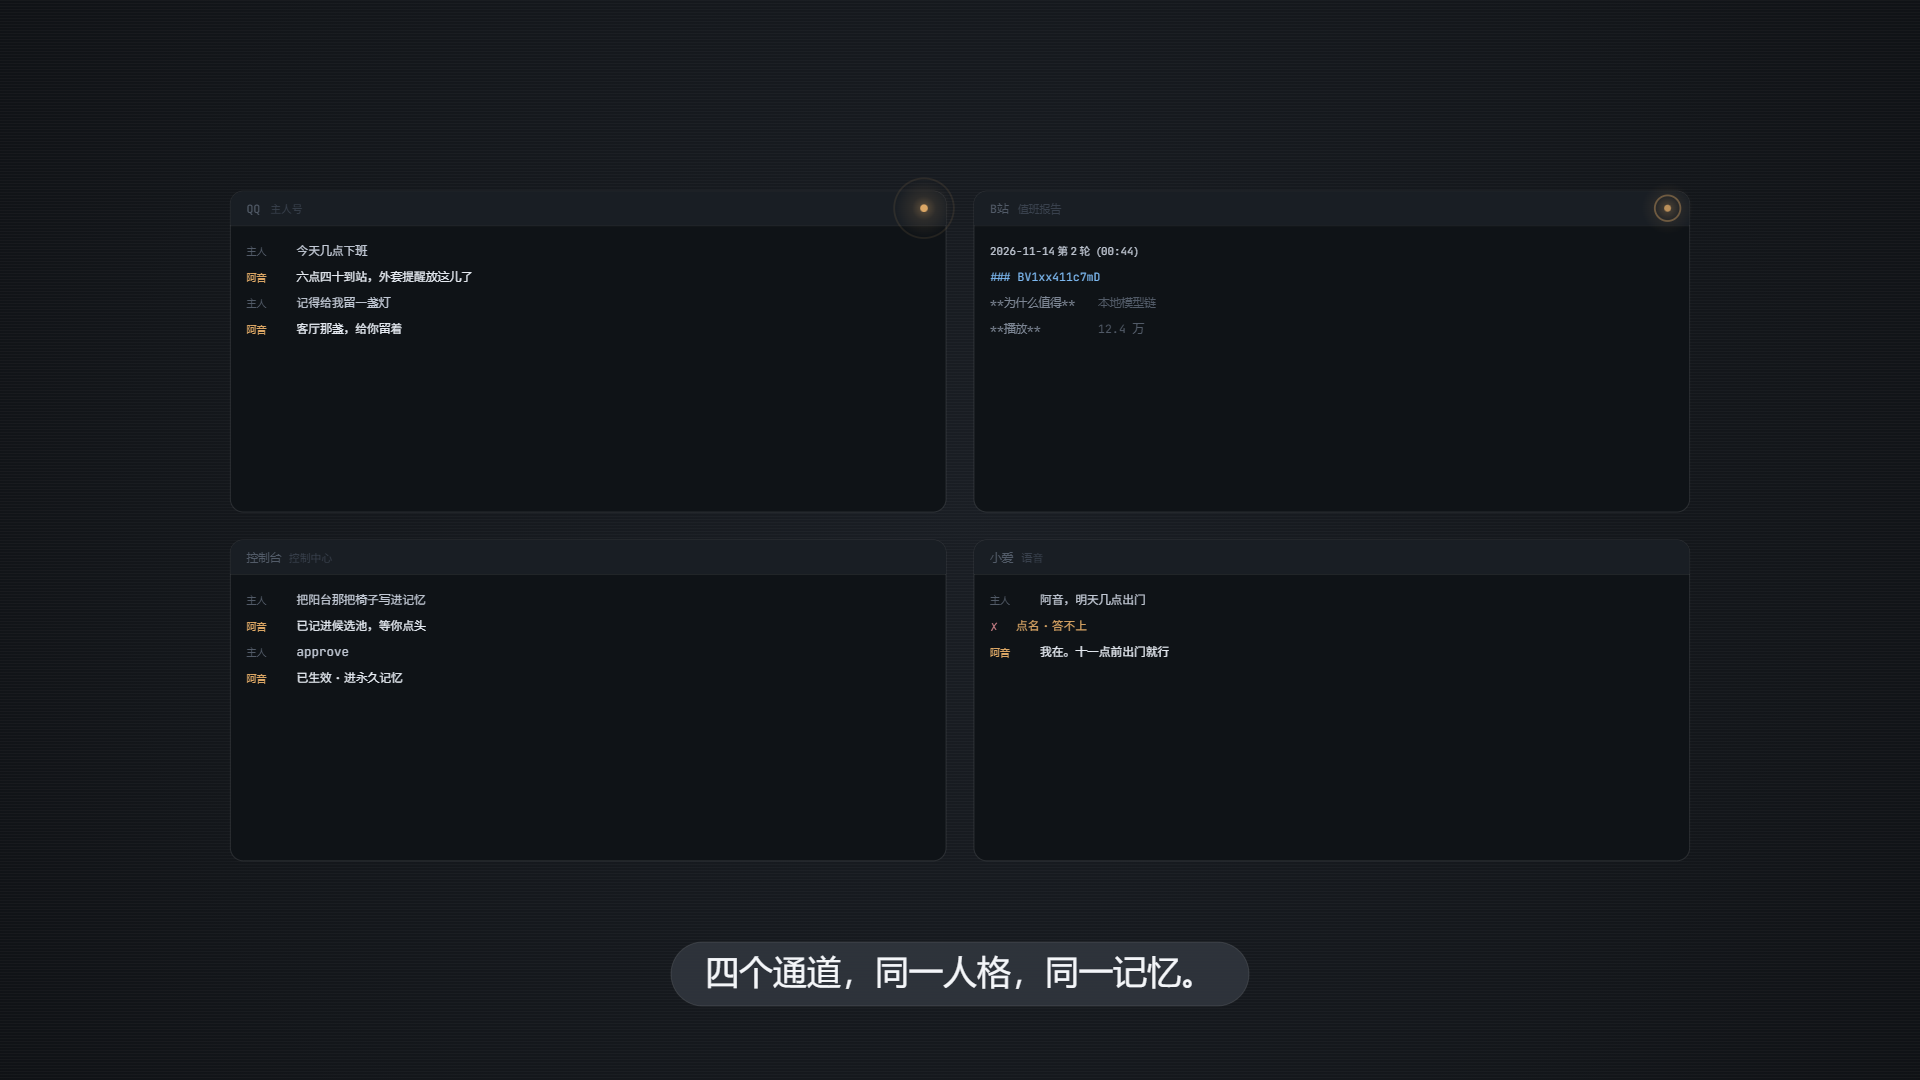 QQ 主人号
主人 今天几点下班
阿音 六点四十到站，外套提醒放这儿了
主人 记得给我留一盏灯
阿音 客厅那盏，给你留着
B站 值班报告
2026-11-14 第 2 轮 (00:44)
### BV1xx411c7mD
**为什么值得** 本地模型链
**播放** 12.4 万
控制台 控制中心
主人 把阳台那把椅子写进记忆
阿音 已记进候选池，等你点头
主人 approve
阿音 已生效 · 进永久记忆
小爱 语音
主人 阿音，明天几点出门
✗ 点名 · 答不上
阿音 我在。十一点前出门就行
四个通道，同一人格，同一记忆。